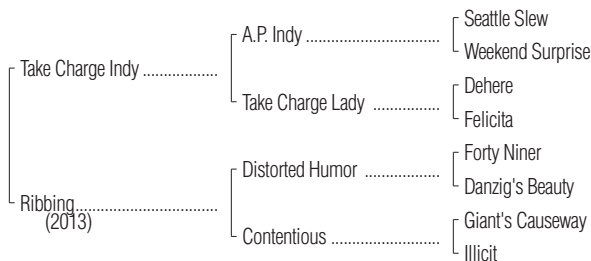 Seattle Slew
A.P. Indy ........................................
Weekend Surprise
Take Charge Indy ......................
Dehere
Take Charge Lady ....................
Felicita
Forty Niner
Distorted Humor ......................
Danzig's Beauty
Ribbing..........................................
(2013)
Giant's Causeway
Contentious ................................
Illicit